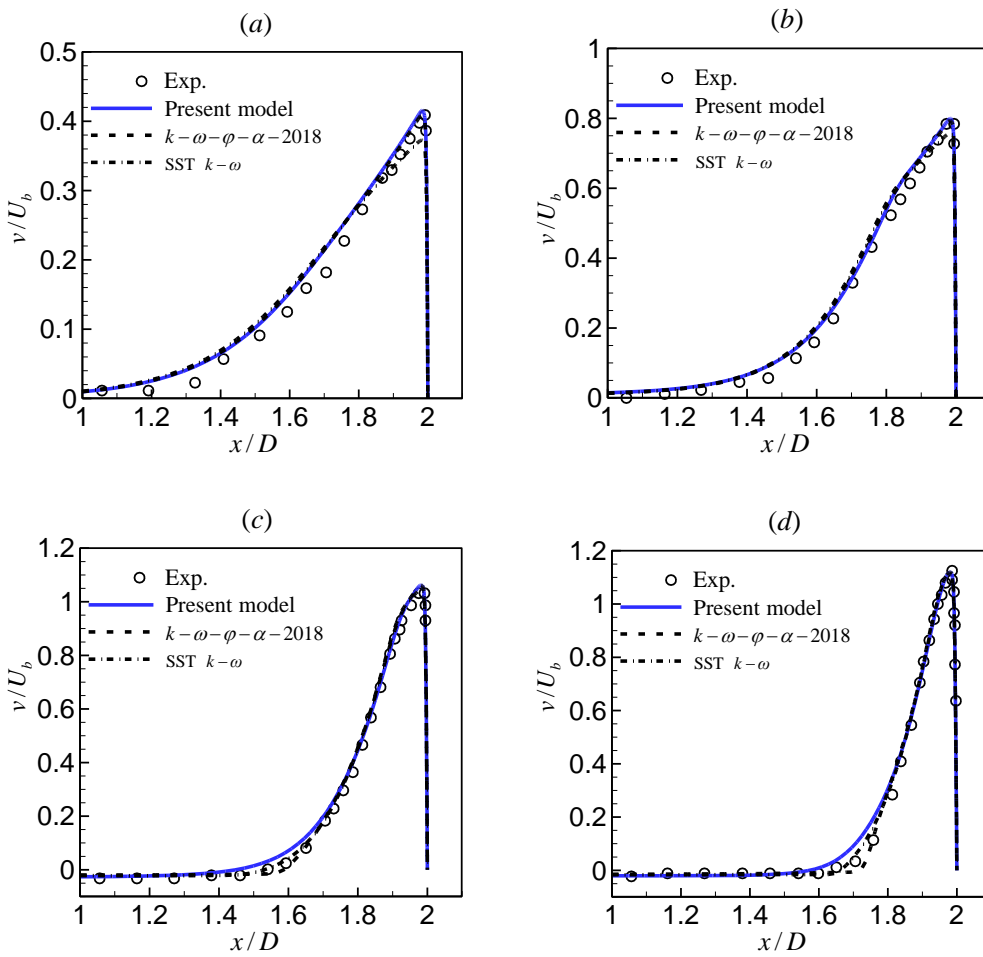 (a)
0.5
0.4
0.3
0.2
0.1
0
v/U_b
Exp.
Present model
k−ω−φ−α−2018
SST k−ω
1 1.2 1.4 1.6 1.8 2
x/D
(b)
1
0.8
0.6
0.4
0.2
0
v/U_b
Exp.
Present model
k−ω−φ−α−2018
SST k−ω
1 1.2 1.4 1.6 1.8 2
x/D
(c)
1.2
1
0.8
0.6
0.4
0.2
0
v/U_b
Exp.
Present model
k−ω−φ−α−2018
SST k−ω
1 1.2 1.4 1.6 1.8 2
x/D
(d)
1.2
1
0.8
0.6
0.4
0.2
0
v/U_b
Exp.
Present model
k−ω−φ−α−2018
SST k−ω
1 1.2 1.4 1.6 1.8 2
x/D